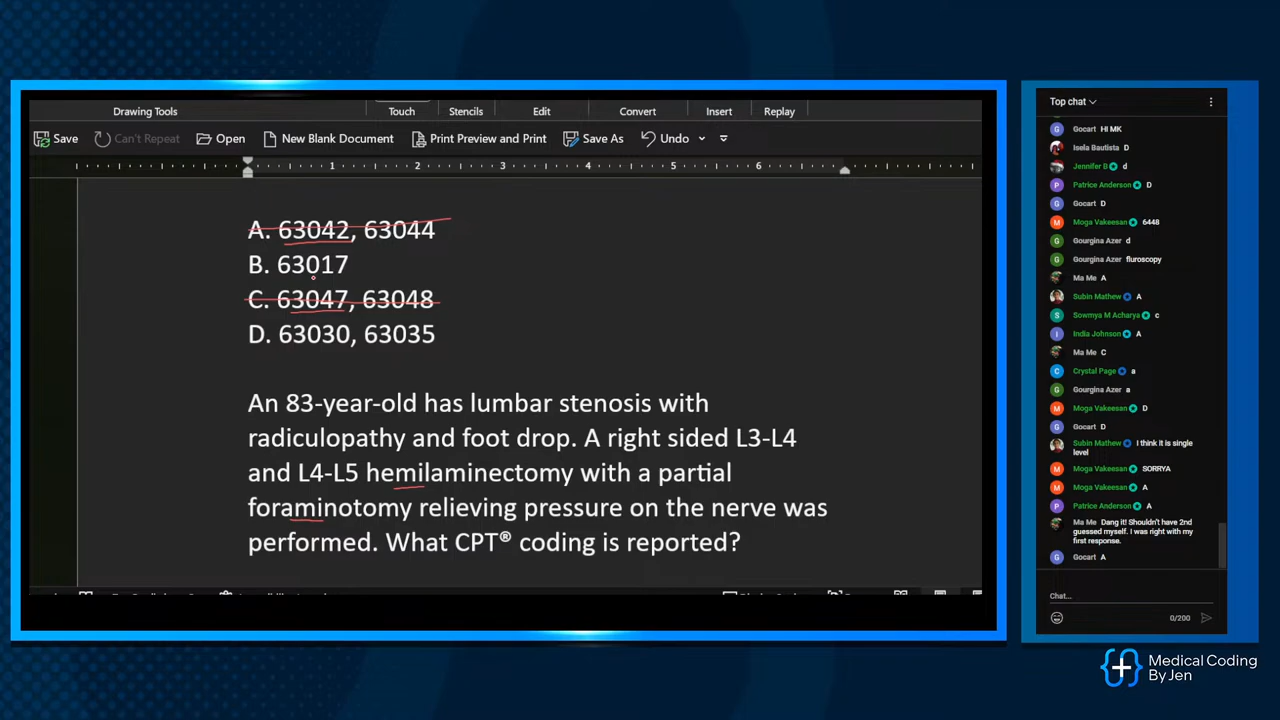 Drawing Tools
Touch
Stencils
Edit
Convert
Insert
Replay
Save
Can't Repeat
Open
New Blank Document
Print Preview and Print
Save As
Undo
1
2
3
4
5
6
A. 63042, 63044
B. 63017
C. 63047, 63048
D. 63030, 63035
An 83-year-old has lumbar stenosis with
radiculopathy and foot drop. A right sided L3-L4
and L4-L5 hemilaminectomy with a partial
foraminotomy relieving pressure on the nerve was
performed. What CPT® coding is reported?
Top chat
G Gocart HI MK
Isela Bautista D
Jennifer B d
P Patrice Anderson D
G Gocart D
M Moga Vakeesan 6448
G Gourgina Azer d
G Gourgina Azer fluroscopy
Ma Me A
Subin Mathew A
S Sowmya M Acharya c
I India Johnson A
Ma Me C
C Crystal Page a
G Gourgina Azer a
M Moga Vakeesan D
G Gocart D
Subin Mathew I think it is single
level
M Moga Vakeesan SORRYA
M Moga Vakeesan A
P Patrice Anderson A
Ma Me Dang it! Shouldn't have 2nd
guessed myself. I was right with my
first response.
G Gocart A
Chat...
0/200
Medical Coding
By Jen